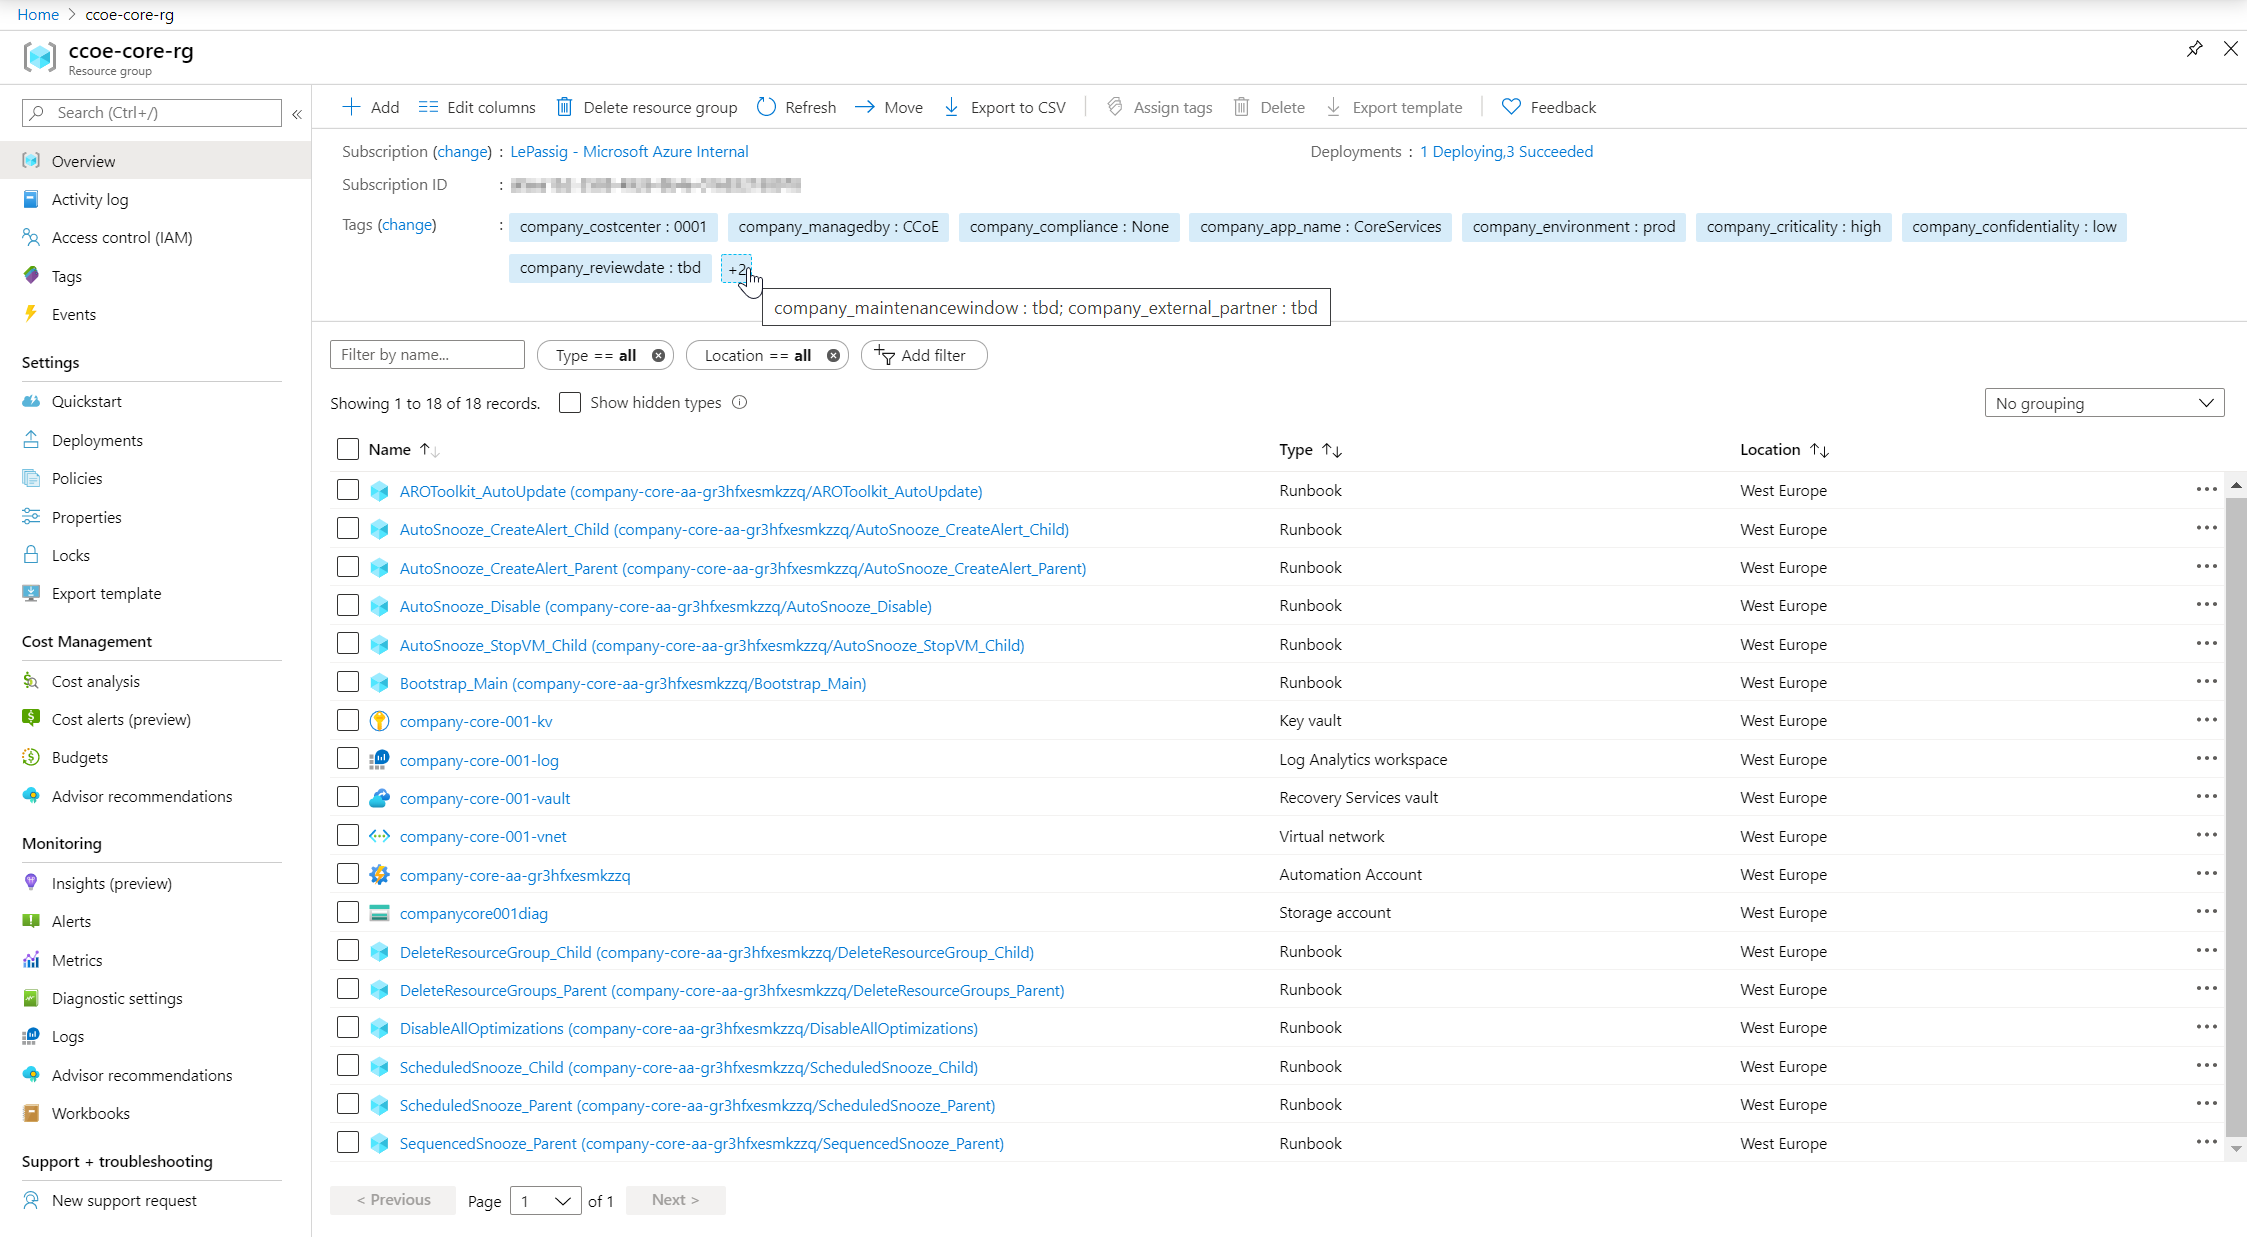 Home > ccoe-core-rg
ccoe-core-rg
Resource group
Search (Ctrl+/)
«
Overview
Activity log
Access control (IAM)
Tags
Events
Settings
Quickstart
Deployments
Policies
Properties
Locks
Export template
Cost Management
Cost analysis
Cost alerts (preview)
Budgets
Advisor recommendations
Monitoring
Insights (preview)
Alerts
Metrics
Diagnostic settings
Logs
Advisor recommendations
Workbooks
Support + troubleshooting
New support request
Add Edit columns Delete resource group Refresh Move Export to CSV Assign tags Delete Export template Feedback
Subscription (change) : LePassig - Microsoft Azure Internal Deployments : 1 Deploying,3 Succeeded
Subscription ID :
Tags (change) : company_costcenter : 0001 company_managedby : CCoE company_compliance : None company_app_name : CoreServices company_environment : prod company_criticality : high company_confidentiality : low
company_reviewdate : tbd +2
company_maintenancewindow : tbd; company_external_partner : tbd
Filter by name... Type == all Location == all Add filter
Showing 1 to 18 of 18 records. Show hidden types No grouping
Name Type Location
AROToolkit_AutoUpdate (company-core-aa-gr3hfxesmkzzq/AROToolkit_AutoUpdate) Runbook West Europe
AutoSnooze_CreateAlert_Child (company-core-aa-gr3hfxesmkzzq/AutoSnooze_CreateAlert_Child) Runbook West Europe
AutoSnooze_CreateAlert_Parent (company-core-aa-gr3hfxesmkzzq/AutoSnooze_CreateAlert_Parent) Runbook West Europe
AutoSnooze_Disable (company-core-aa-gr3hfxesmkzzq/AutoSnooze_Disable) Runbook West Europe
AutoSnooze_StopVM_Child (company-core-aa-gr3hfxesmkzzq/AutoSnooze_StopVM_Child) Runbook West Europe
Bootstrap_Main (company-core-aa-gr3hfxesmkzzq/Bootstrap_Main) Runbook West Europe
company-core-001-kv Key vault West Europe
company-core-001-log Log Analytics workspace West Europe
company-core-001-vault Recovery Services vault West Europe
company-core-001-vnet Virtual network West Europe
company-core-aa-gr3hfxesmkzzq Automation Account West Europe
companycore001diag Storage account West Europe
DeleteResourceGroup_Child (company-core-aa-gr3hfxesmkzzq/DeleteResourceGroup_Child) Runbook West Europe
DeleteResourceGroups_Parent (company-core-aa-gr3hfxesmkzzq/DeleteResourceGroups_Parent) Runbook West Europe
DisableAllOptimizations (company-core-aa-gr3hfxesmkzzq/DisableAllOptimizations) Runbook West Europe
ScheduledSnooze_Child (company-core-aa-gr3hfxesmkzzq/ScheduledSnooze_Child) Runbook West Europe
ScheduledSnooze_Parent (company-core-aa-gr3hfxesmkzzq/ScheduledSnooze_Parent) Runbook West Europe
SequencedSnooze_Parent (company-core-aa-gr3hfxesmkzzq/SequencedSnooze_Parent) Runbook West Europe
< Previous Page 1 of 1 Next >